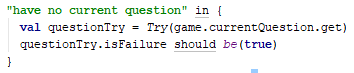 "have no current question" in {
val questionTry = Try(game.currentQuestion.get)
questionTry.isFailure should be(true)
}